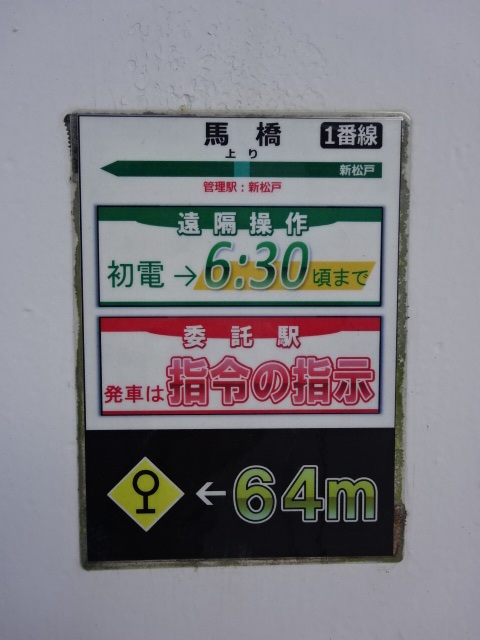 馬橋 1番線
上り
新松戸
管理駅：新松戸
遠隔操作
初電→6:30頃まで
委託駅
発車は指令の指示
←64m